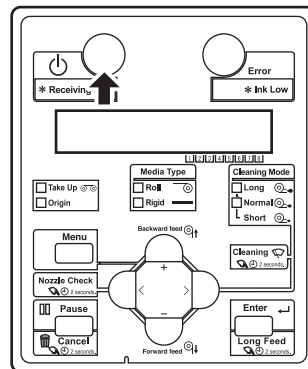 Error
* Receiving
* Ink Low
1 2 3 4 5 6 7 8
Media Type
Cleaning Mode
Take Up
Origin
Roll
Rigid
Long
Normal
Short
Menu
Backward feed
+
Cleaning
2 seconds.
Nozzle Check
2 seconds.
< >
Pause
Enter
Cancel
2 seconds.
−
Forward feed
Long Feed
2 seconds.